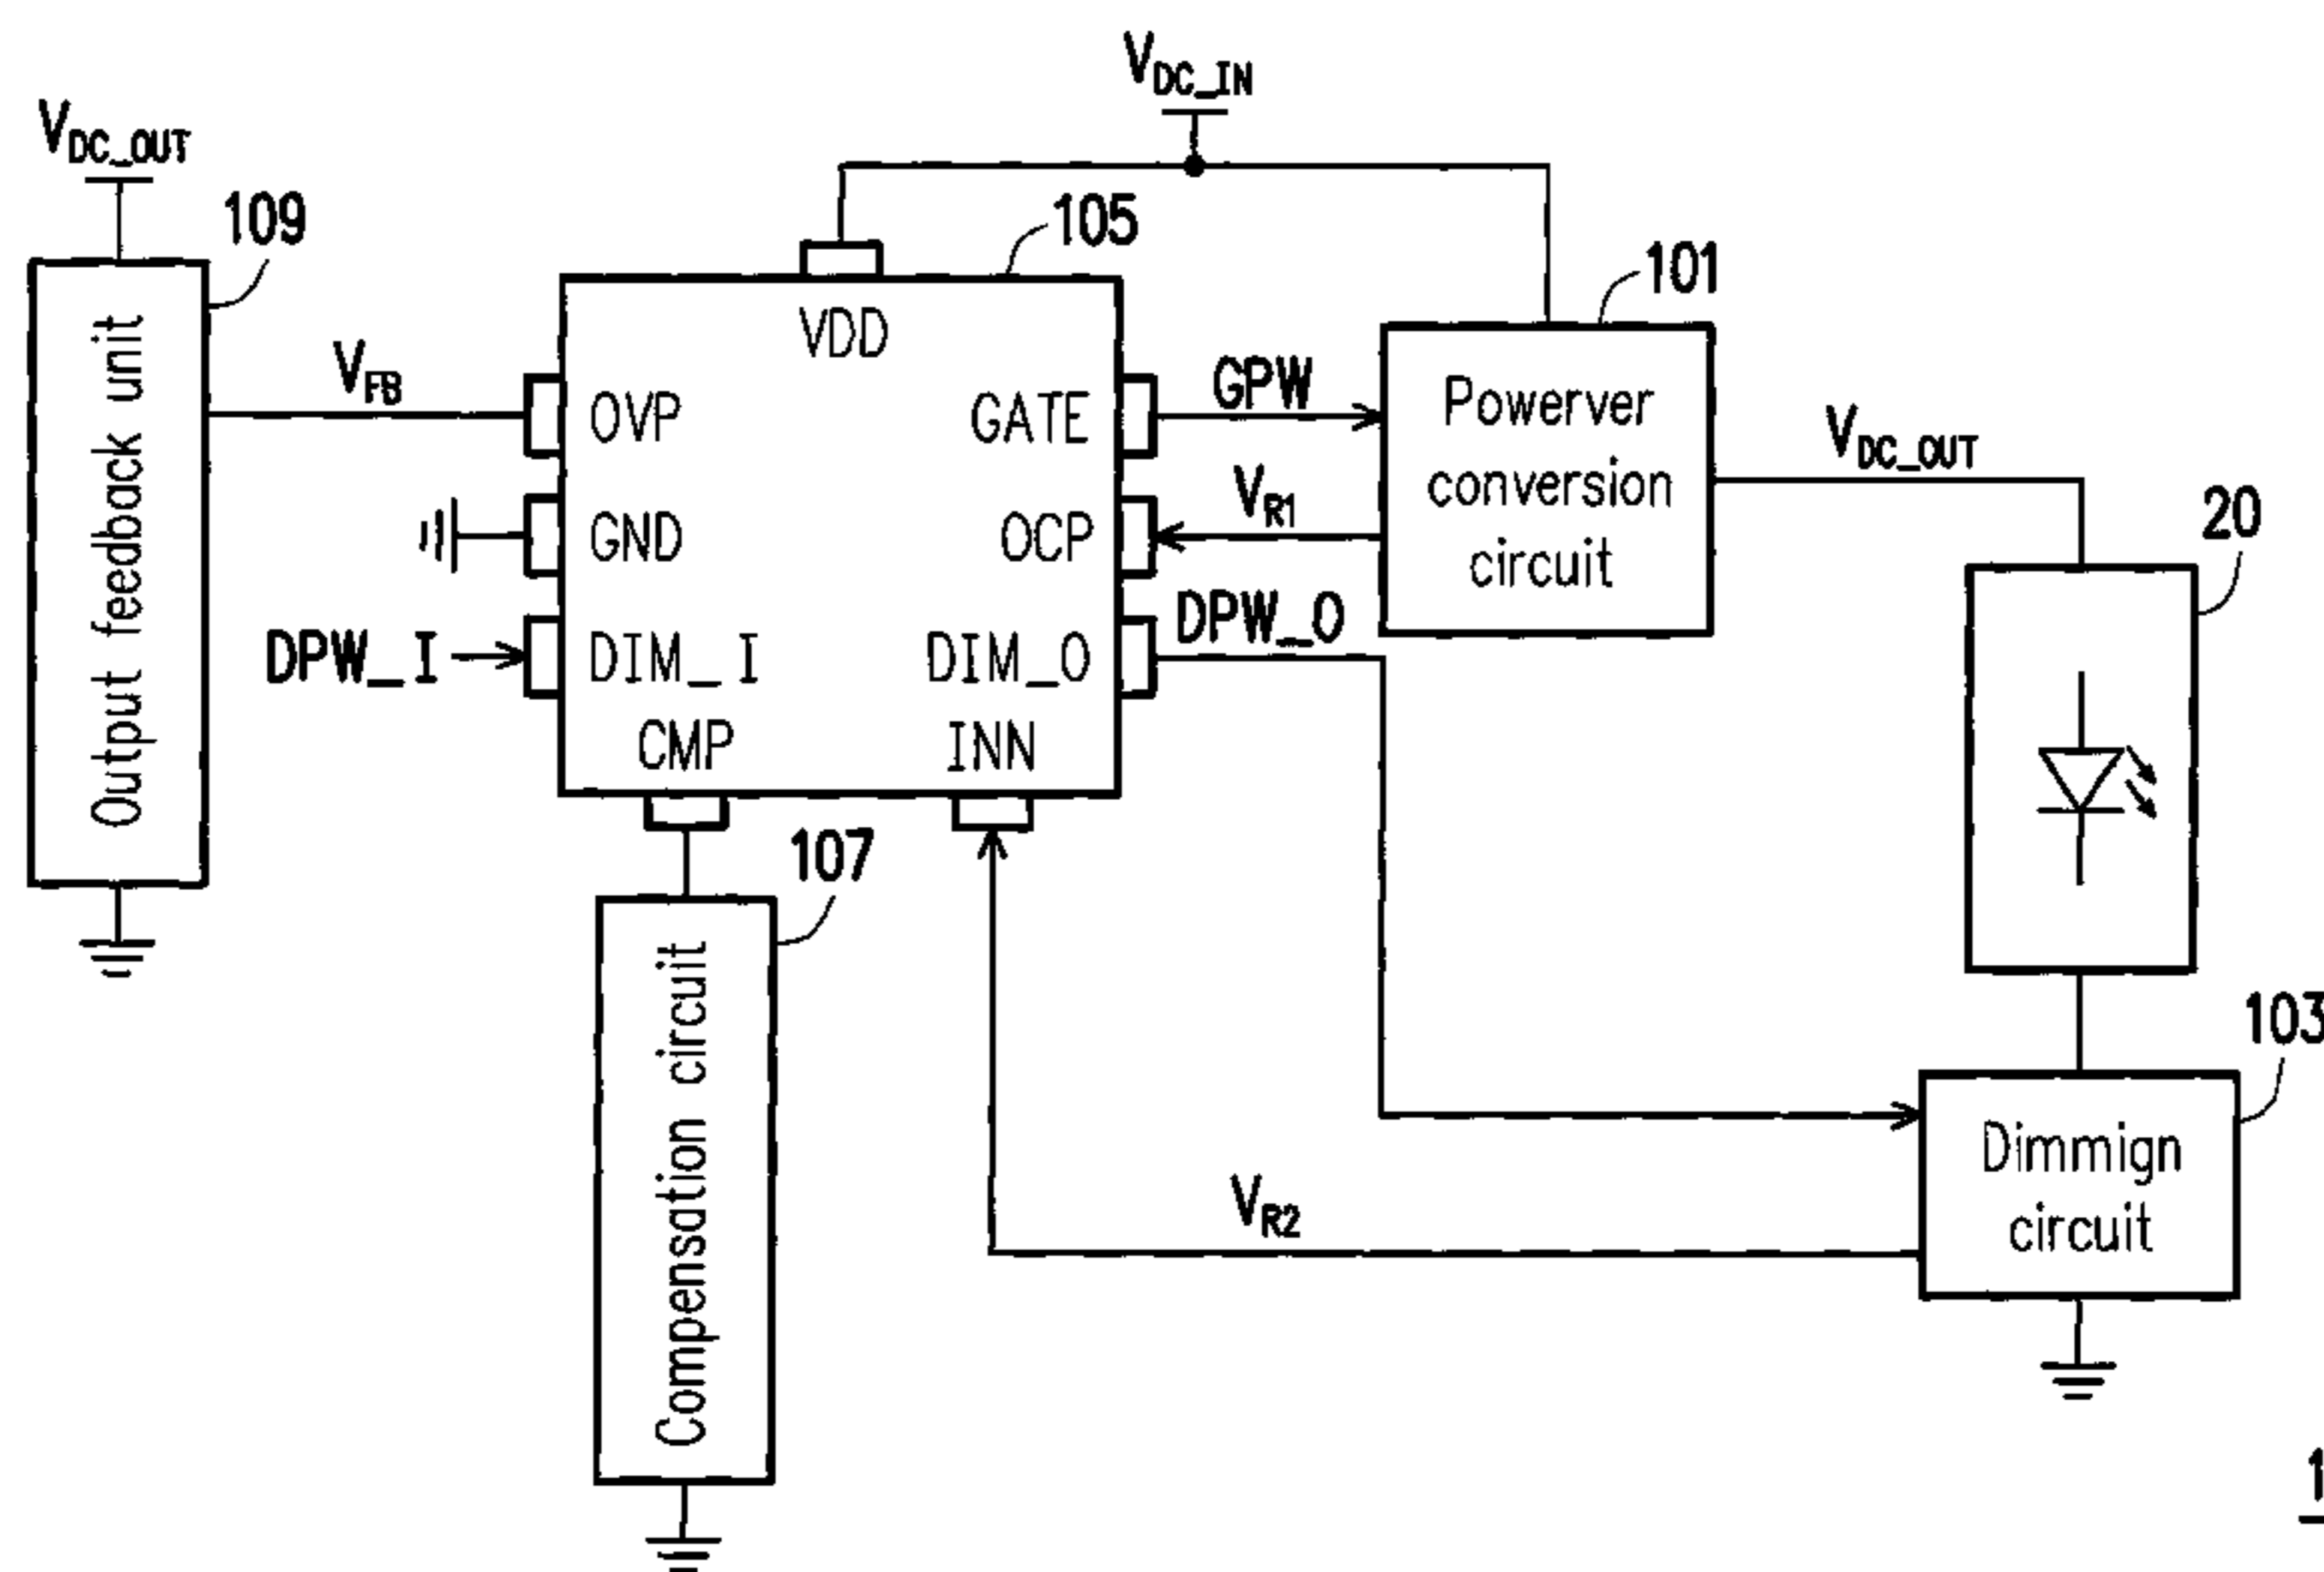 V_DC_IN
V_DC_OUT
109
105
101
VDD
V_FB
OVP
GATE
GPW
Powerver
conversion
circuit
V_DC_OUT
GND
OCP
V_R1
20
DPW_I
DIM_I
DIM_O
DPW_O
CMP
INN
Output feedback unit
107
103
Compensation circuit
Dimmign
circuit
V_R2